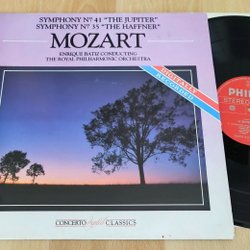 SYMPHONY Nº 41 "THE JUPITER"
SYMPHONY Nº 35 "THE HAFFNER"
MOZART
ENRIQUE BATIZ CONDUCTING
THE ROYAL PHILHARMONIC ORCHESTRA
DIGITALLY
RECORDED
CONCERTO CLASSICS
PHIL
STEREO